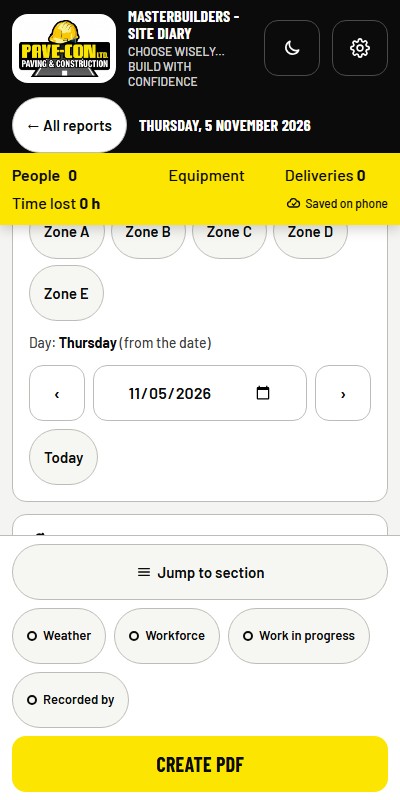 PAVE-CON LTD.
PAVING & CONSTRUCTION
MASTERBUILDERS -
SITE DIARY
CHOOSE WISELY...
BUILD WITH
CONFIDENCE
← All reports
THURSDAY, 5 NOVEMBER 2026
People 0
Equipment
Deliveries 0
Time lost 0 h
Saved on phone
Zone A
Zone B
Zone C
Zone D
Zone E
Day: Thursday (from the date)
‹
11/05/2026
›
Today
Jump to section
Weather
Workforce
Work in progress
Recorded by
CREATE PDF